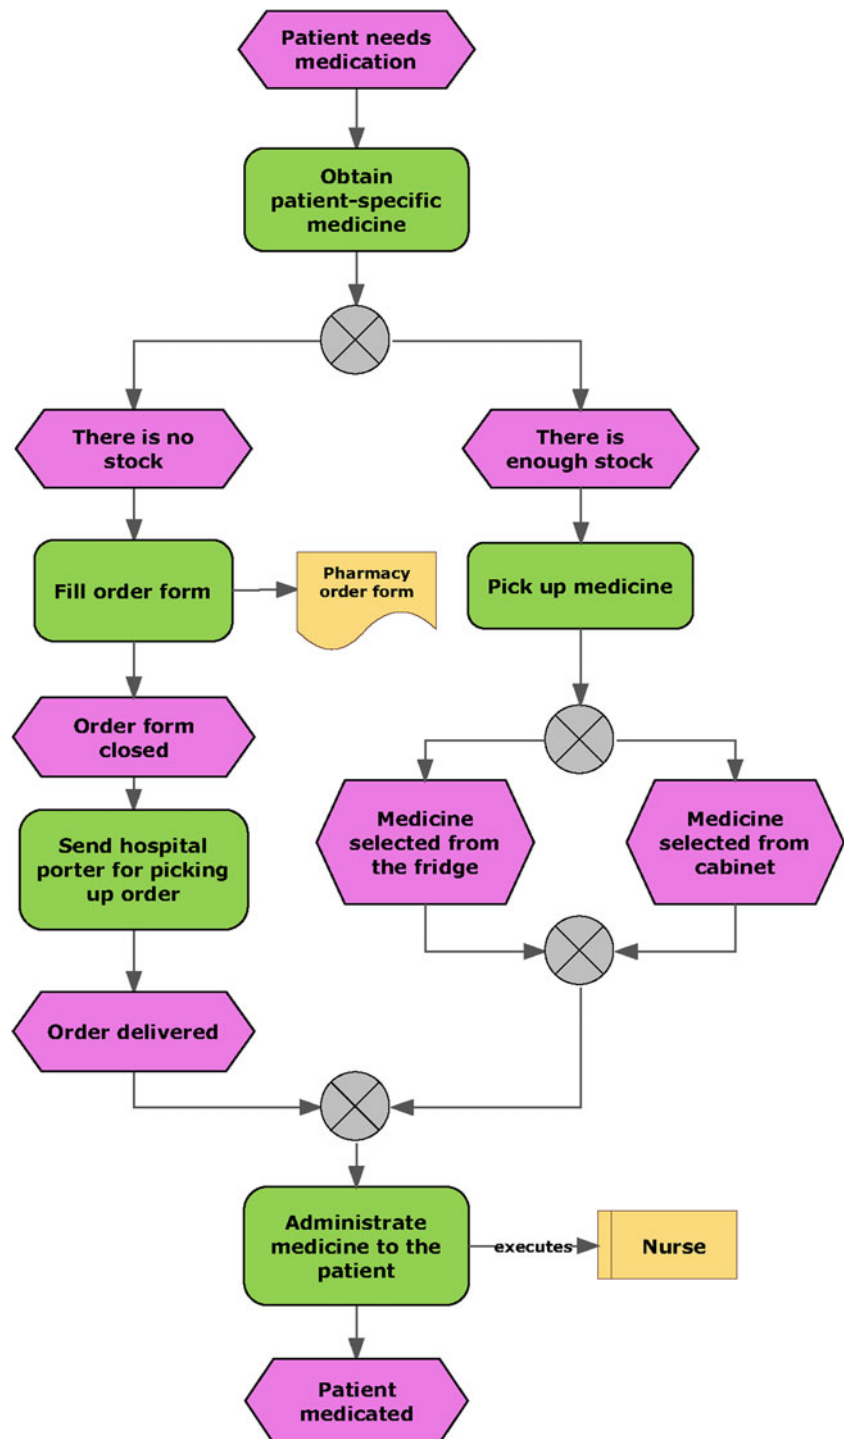 Patient needs
medication
Obtain
patient-specific
medicine
There is no
stock
There is
enough stock
Fill order form
Pharmacy
order form
Pick up medicine
Order form
closed
Send hospital
porter for picking
up order
Medicine
selected from
the fridge
Medicine
selected from
cabinet
Order delivered
Administrate
medicine to the
patient
executes
Nurse
Patient
medicated